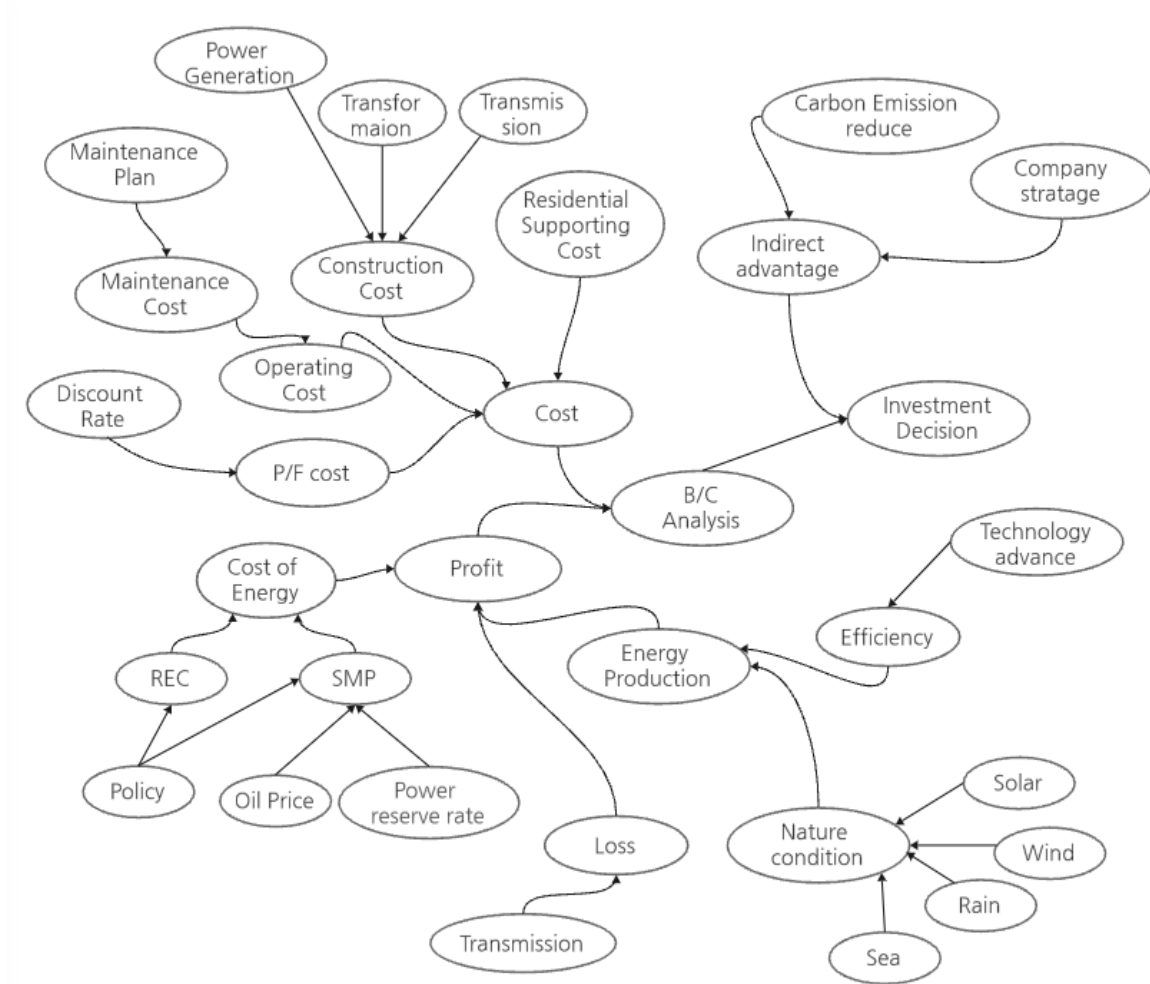 Power
Generation
Transfor
maion
Transmis
sion
Carbon Emission
reduce
Maintenance
Plan
Company
stratage
Residential
Supporting
Cost
Indirect
advantage
Construction
Cost
Maintenance
Cost
Operating
Cost
Discount
Rate
Cost
Investment
Decision
P/F cost
B/C
Analysis
Technology
advance
Cost of
Energy
Profit
Efficiency
Energy
Production
REC
SMP
Policy
Oil Price
Power
reserve rate
Solar
Loss
Nature
condition
Wind
Rain
Transmission
Sea